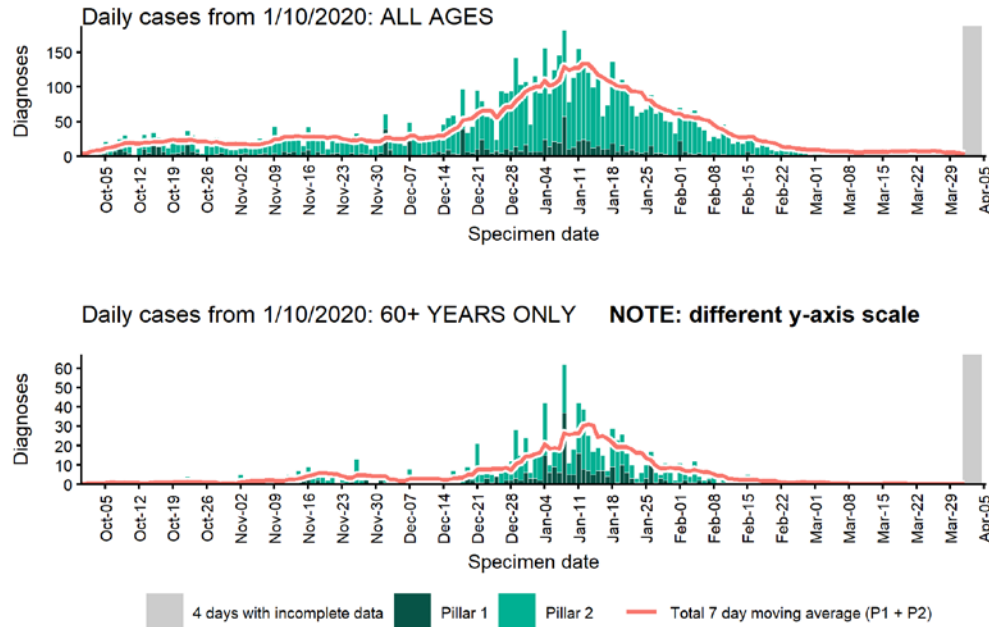 Daily cases from 1/10/2020: ALL AGES
150
100
50
0
Diagnoses
Oct-05
Oct-12
Oct-19
Oct-26
Nov-02
Nov-09
Nov-16
Nov-23
Nov-30
Dec-07
Dec-14
Dec-21
Dec-28
Jan-04
Jan-11
Jan-18
Jan-25
Feb-01
Feb-08
Feb-15
Feb-22
Mar-01
Mar-08
Mar-15
Mar-22
Mar-29
Apr-05
Specimen date
Daily cases from 1/10/2020: 60+ YEARS ONLY NOTE: different y-axis scale
60
50
40
30
20
10
0
Diagnoses
Oct-05
Oct-12
Oct-19
Oct-26
Nov-02
Nov-09
Nov-16
Nov-23
Nov-30
Dec-07
Dec-14
Dec-21
Dec-28
Jan-04
Jan-11
Jan-18
Jan-25
Feb-01
Feb-08
Feb-15
Feb-22
Mar-01
Mar-08
Mar-15
Mar-22
Mar-29
Apr-05
Specimen date
4 days with incomplete data Pillar 1 Pillar 2 Total 7 day moving average (P1 + P2)